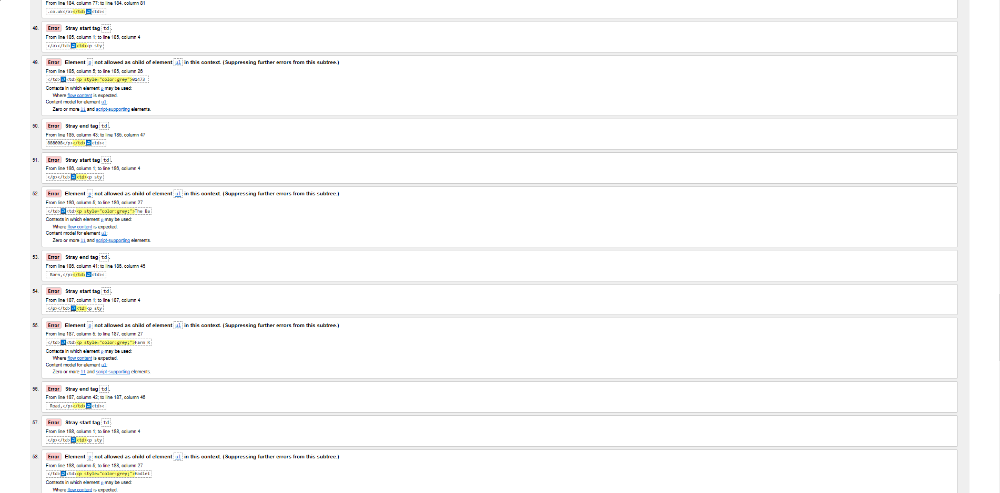 From line 184, column 77; to line 184, column 81
.co.uk</a></td>↩<td><
48. Error Stray start tag td.
From line 185, column 1; to line 185, column 4
</a></td>↩<td><p sty
49. Error Element p not allowed as child of element ul in this context. (Suppressing further errors from this subtree.)
From line 185, column 5; to line 185, column 26
</td>↩<td><p style="color:grey">01473
Contexts in which element p may be used:
Where flow content is expected.
Content model for element ul:
Zero or more li and script-supporting elements.
50. Error Stray end tag td.
From line 185, column 43; to line 185, column 47
888008</p></td>↩<td><
51. Error Stray start tag td.
From line 186, column 1; to line 186, column 4
</p></td>↩<td><p sty
52. Error Element p not allowed as child of element ul in this context. (Suppressing further errors from this subtree.)
From line 186, column 5; to line 186, column 27
</td>↩<td><p style="color:grey;">The Ba
Contexts in which element p may be used:
Where flow content is expected.
Content model for element ul:
Zero or more li and script-supporting elements.
53. Error Stray end tag td.
From line 186, column 41; to line 186, column 45
Barn,</p></td>↩<td><
54. Error Stray start tag td.
From line 187, column 1; to line 187, column 4
</p></td>↩<td><p sty
55. Error Element p not allowed as child of element ul in this context. (Suppressing further errors from this subtree.)
From line 187, column 5; to line 187, column 27
</td>↩<td><p style="color:grey;">Farm R
Contexts in which element p may be used:
Where flow content is expected.
Content model for element ul:
Zero or more li and script-supporting elements.
56. Error Stray end tag td.
From line 187, column 42; to line 187, column 46
Road,</p></td>↩<td><
57. Error Stray start tag td.
From line 188, column 1; to line 188, column 4
</p></td>↩<td><p sty
58. Error Element p not allowed as child of element ul in this context. (Suppressing further errors from this subtree.)
From line 188, column 5; to line 188, column 27
</td>↩<td><p style="color:grey;">Hadlei
Contexts in which element p may be used:
Where flow content is expected.